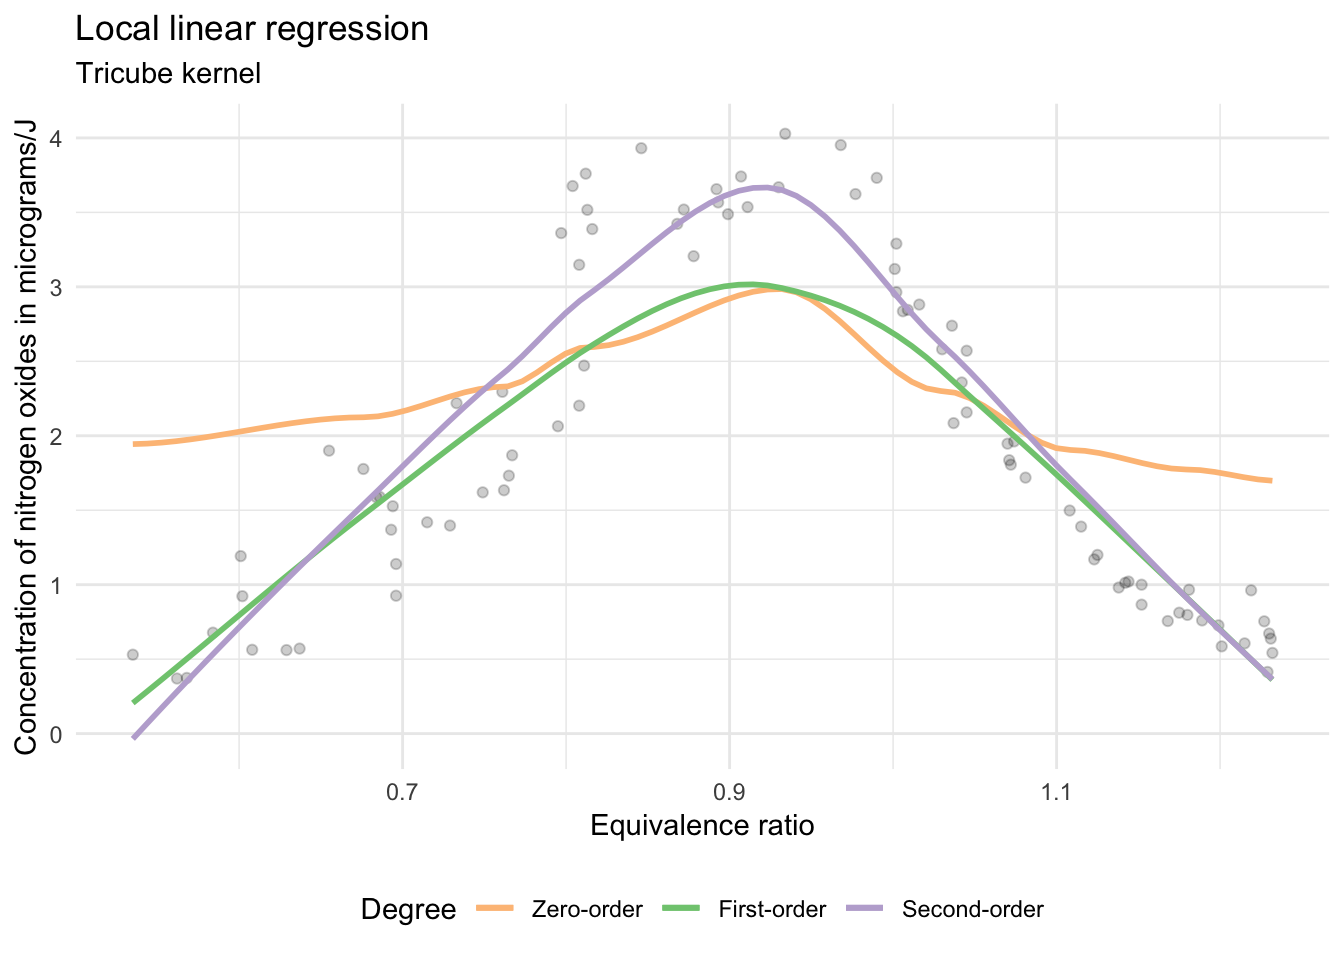 Local linear regression
Tricube kernel
Concentration of nitrogen oxides in micrograms/J
4
3
2
1
0
0.7 0.9 1.1
Equivalence ratio
Degree Zero-order First-order Second-order